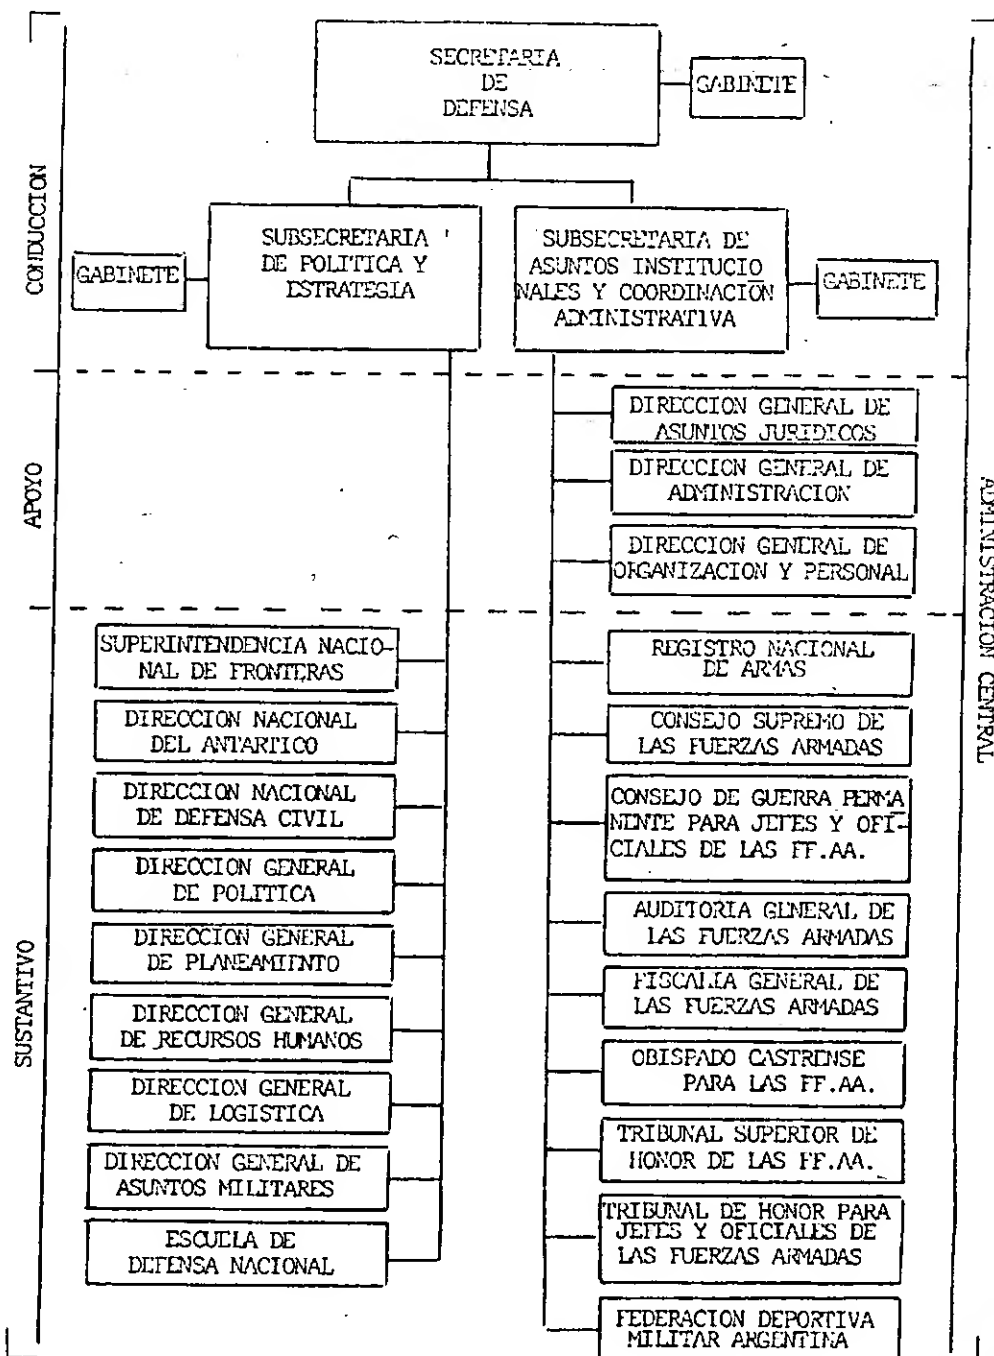 SECRETARIA
DE
DEFENSA
GABINETE
CONDUCCION
SUBSECRETARIA
DE POLITICA Y
ESTRATEGIA
GABINETE
SUBSECRETARIA DE
ASUNTOS INSTITUCIO
NALES Y COORDINACIÓN
ADMINISTRATIVA
GABINETE
APOYO
DIRECCION GENERAL DE
ASUNTOS JURIDICOS
DIRECCION GENERAL DE
ADMINISTRACION
DIRECCION GENERAL DE
ORGANIZACION Y PERSONAL
ADMINISTRACION CENTRAL
SUSTANTIVO
SUPERINTENDENCIA NACIO-
NAL DE FRONTERAS
DIRECCION NACIONAL
DEL ANTARTICO
DIRECCION NACIONAL
DE DEFENSA CIVIL
DIRECCION GENERAL
DE POLITICA
DIRECCION GENERAL
DE PLANEAMIENTO
DIRECCION GENERAL
DE RECURSOS HUMANOS
DIRECCION GENERAL
DE LOGISTICA
DIRECCION GENERAL DE
ASUNTOS MILITARES
ESCUELA DE
DEFENSA NACIONAL
REGISTRO NACIONAL
DE ARMAS
CONSEJO SUPREMO DE
LAS FUERZAS ARMADAS
CONSEJO DE GUERRA PERMA
NENTE PARA JEFES Y OFI-
CIALES DE LAS FF.AA.
AUDITORIA GENERAL DE
LAS FUERZAS ARMADAS
FISCALIA GENERAL DE
LAS FUERZAS ARMADAS
OBISPADO CASTRENSE
PARA LAS FF.AA.
TRIBUNAL SUPERIOR DE
HONOR DE LAS FF.AA.
TRIBUNAL DE HONOR PARA
JEFES Y OFICIALES DE
LAS FUERZAS ARMADAS
FEDERACION DEPORTIVA
MILITAR ARGENTINA